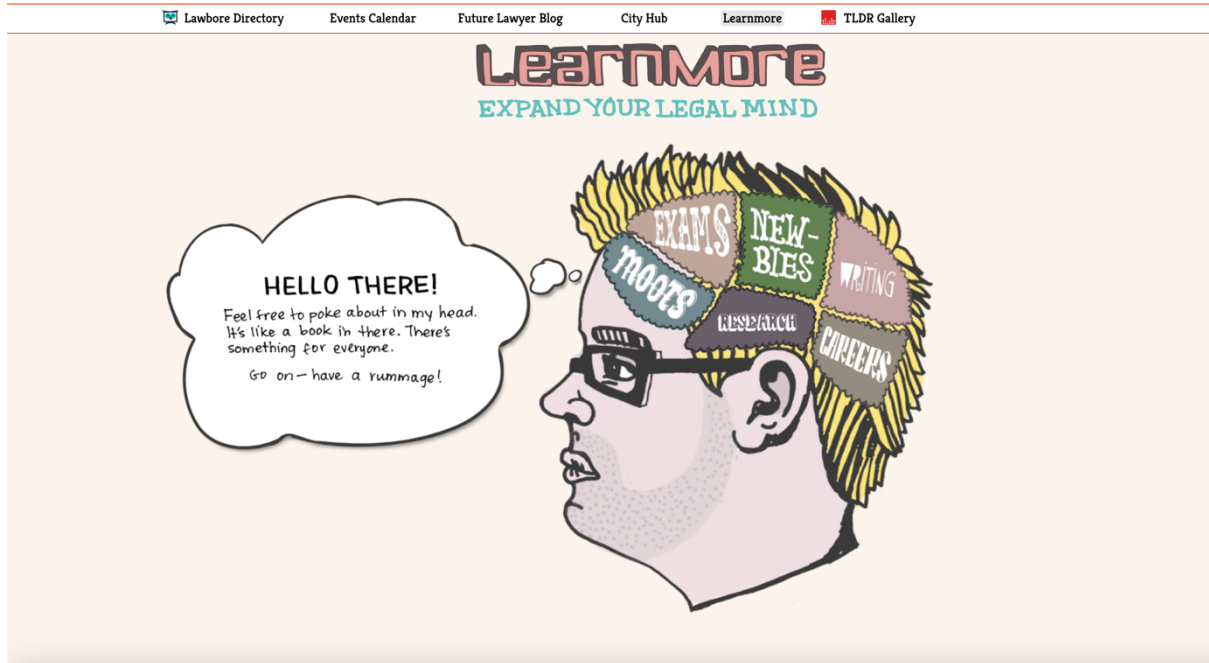 Lawbore Directory Events Calendar Future Lawyer Blog City Hub Learnmore tldr TLDR Gallery
LearnMore
EXPAND YOUR LEGAL MIND
EXAMS
NEW-
BIES
WRITING
MOOTS
RESEARCH
CAREERS
HELLO THERE!
Feel free to poke about in my head.
It's like a book in there. There's
something for everyone.
Go on – have a rummage!